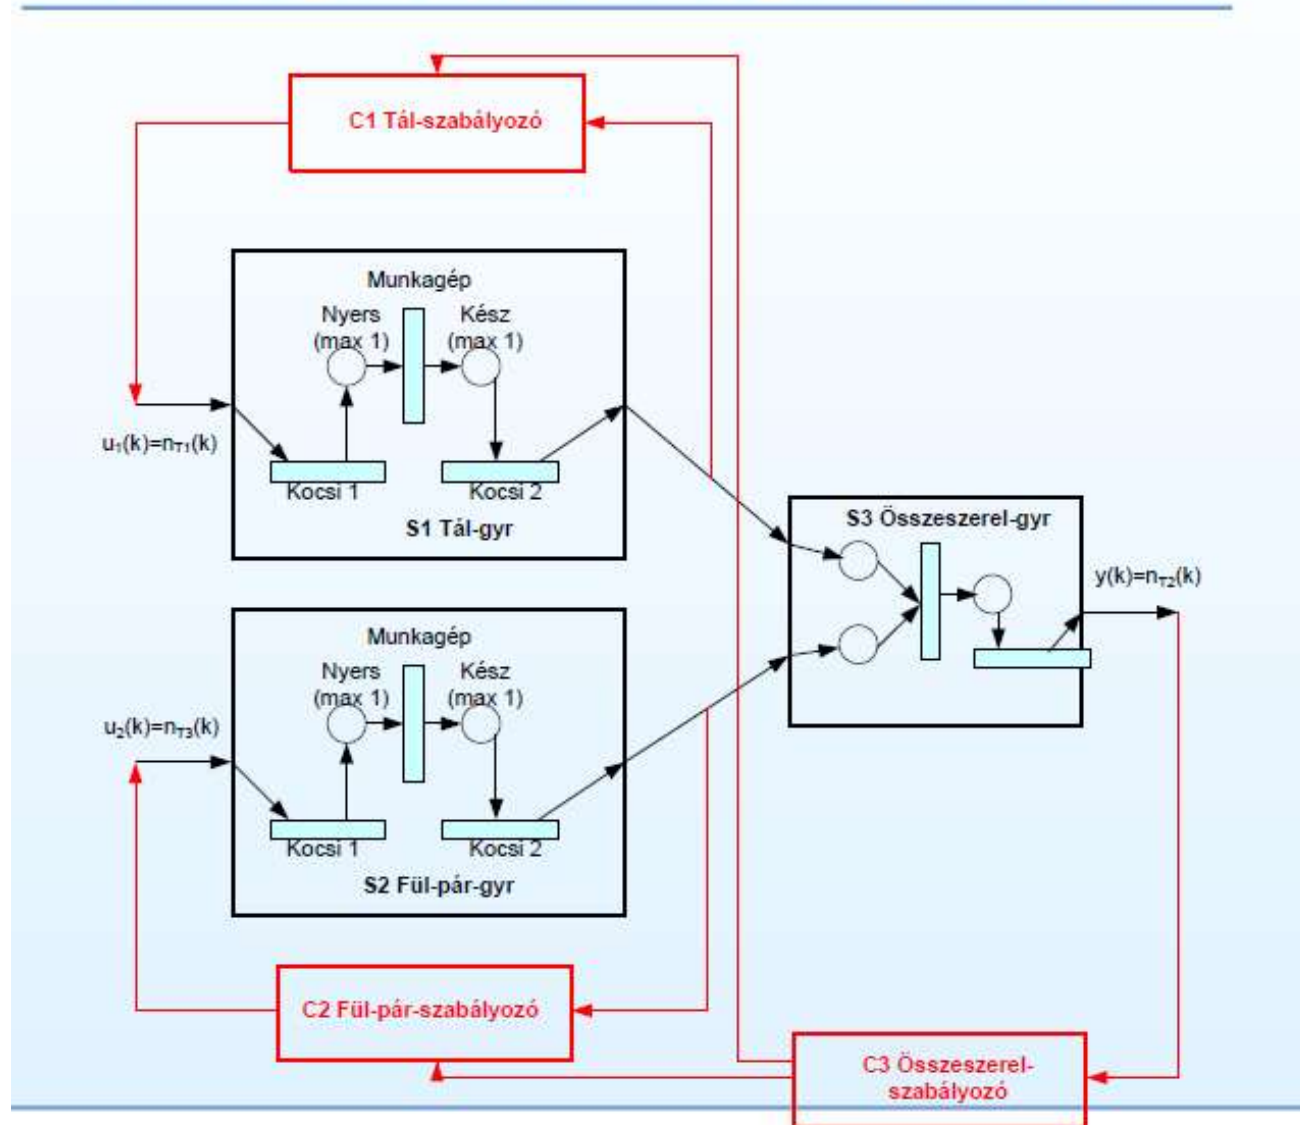 C1 Tál-szabályozó
Munkagép
Nyers
(max 1)
Kész
(max 1)
u₁(k)=n_T1(k)
Kocsi 1
Kocsi 2
S1 Tál-gyr
S3 Összeszerel-gyr
y(k)=n_T2(k)
Munkagép
Nyers
(max 1)
Kész
(max 1)
u₂(k)=n_T3(k)
Kocsi 1
Kocsi 2
S2 Fül-pár-gyr
C2 Fül-pár-szabályozó
C3 Összeszerel-
szabályozó